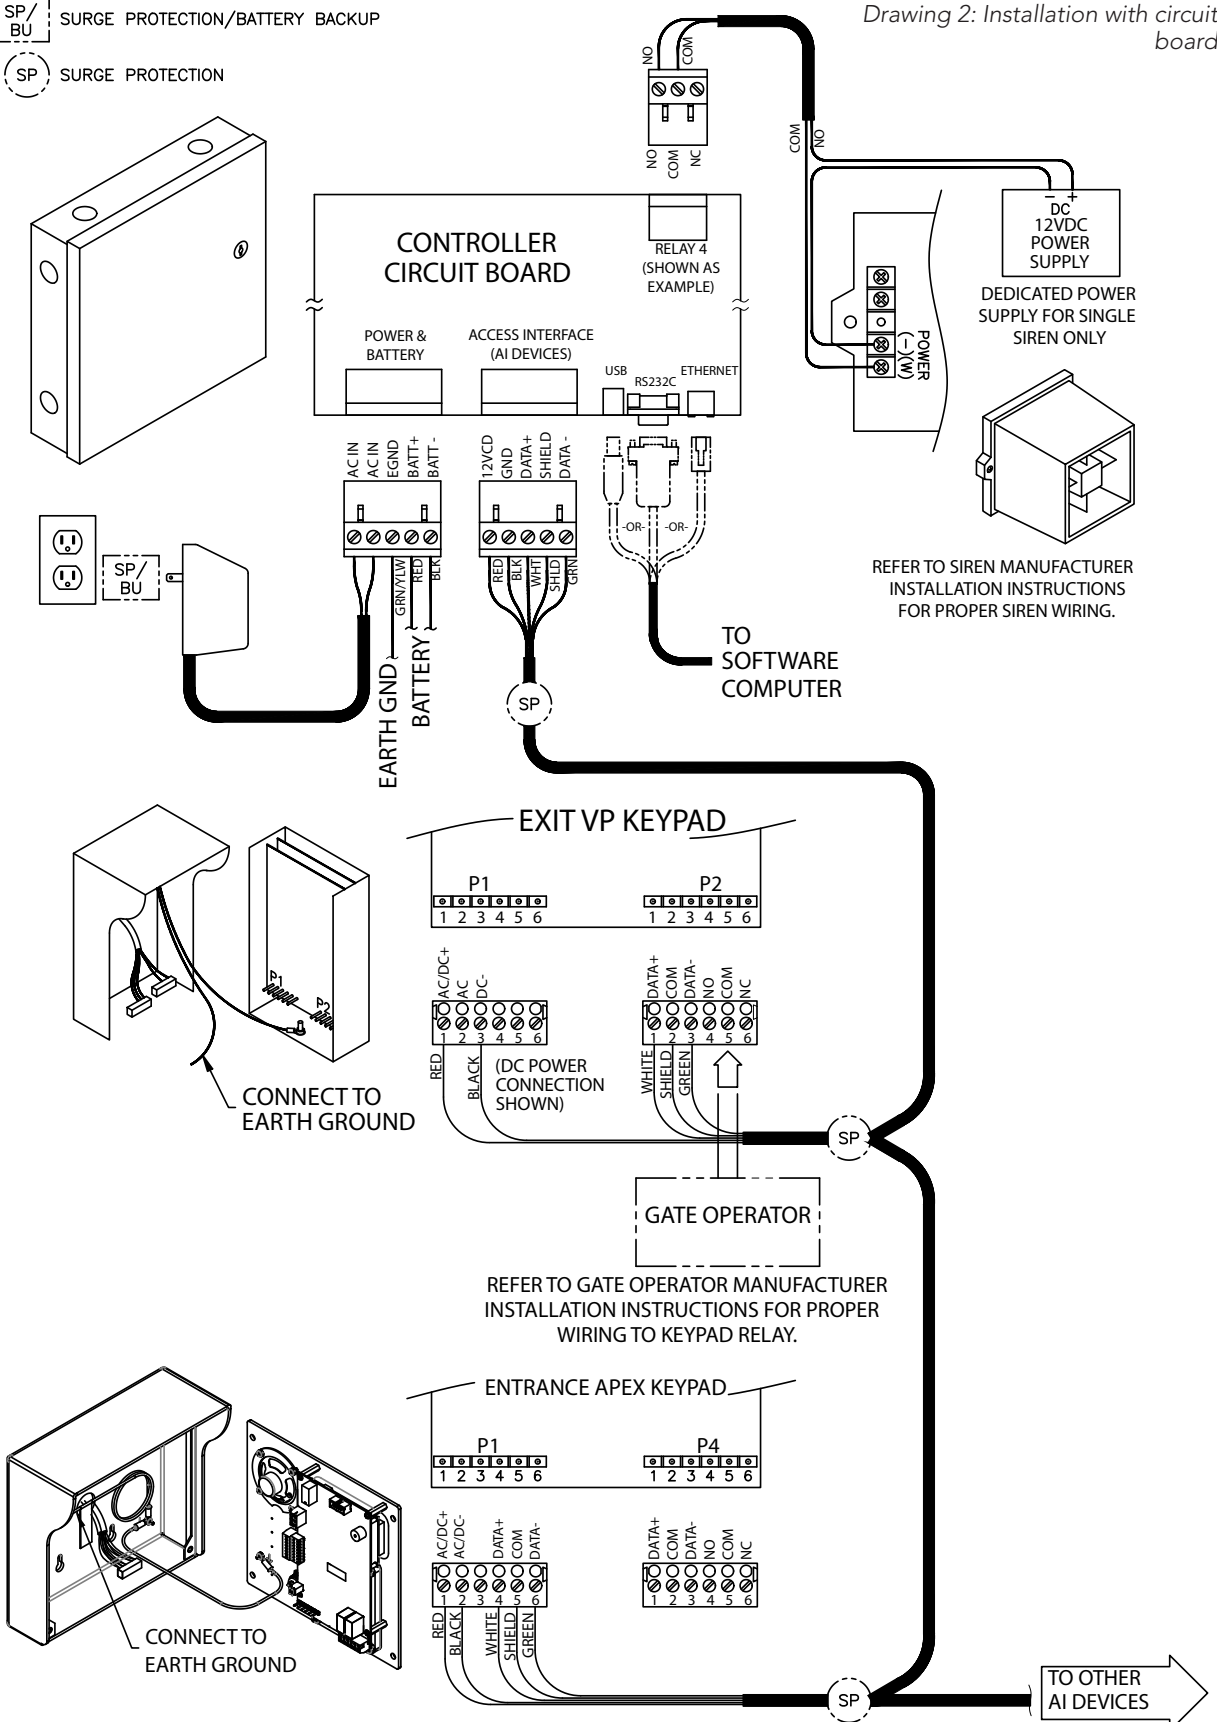 SP/
BU
SURGE PROTECTION/BATTERY BACKUP
SP
SURGE PROTECTION
Drawing 2: Installation with circuit
board
NO
COM
NO
COM
NC
COM
NO
- +
DC
12VDC
POWER
SUPPLY
DEDICATED POWER
SUPPLY FOR SINGLE
SIREN ONLY
CONTROLLER
CIRCUIT BOARD
RELAY 4
(SHOWN AS
EXAMPLE)
POWER &
BATTERY
ACCESS INTERFACE
(AI DEVICES)
USB
RS232C
ETHERNET
POWER
(–)(W)
AC IN
AC IN
EGND
BATT+
BATT -
12VCD
GND
DATA+
SHIELD
DATA -
-OR-
-OR-
GRN/YLW
RED
BLK
RED
BLK
WHT
SHLD
GRN
SP/
BU
REFER TO SIREN MANUFACTURER
INSTALLATION INSTRUCTIONS
FOR PROPER SIREN WIRING.
EARTH GND
BATTERY
TO
SOFTWARE
COMPUTER
SP
EXIT VP KEYPAD
P1
P2
1 2 3 4 5 6
1 2 3 4 5 6
P1
P2
AC/DC+
AC
DC-
DATA+
COM
DATA-
NO
COM
NC
1 2 3 4 5 6
1 2 3 4 5 6
RED
BLACK
(DC POWER
CONNECTION
SHOWN)
WHITE
SHIELD
GREEN
CONNECT TO
EARTH GROUND
SP
GATE OPERATOR
REFER TO GATE OPERATOR MANUFACTURER
INSTALLATION INSTRUCTIONS FOR PROPER
WIRING TO KEYPAD RELAY.
ENTRANCE APEX KEYPAD
P1
P4
1 2 3 4 5 6
1 2 3 4 5 6
AC/DC+
AC/DC-
DATA+
COM
DATA-
DATA+
COM
DATA-
NO
COM
NC
1 2 3 4 5 6
1 2 3 4 5 6
RED
BLACK
WHITE
SHIELD
GREEN
CONNECT TO
EARTH GROUND
SP
TO OTHER
AI DEVICES